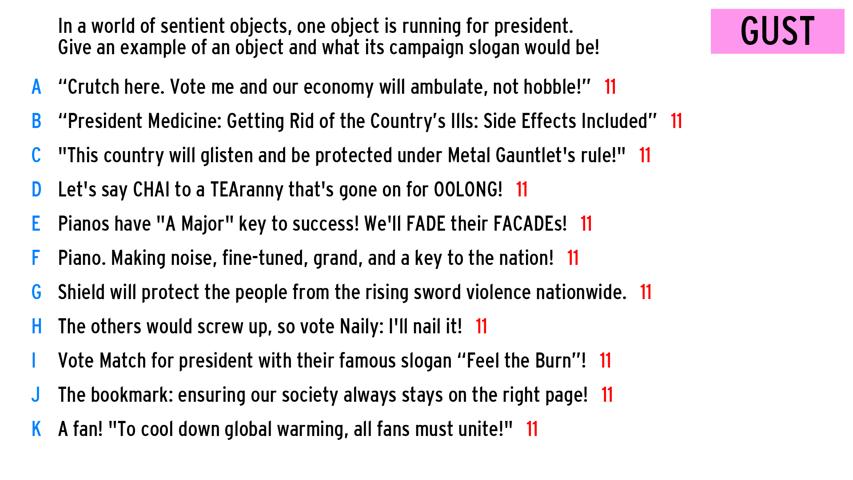 In a world of sentient objects, one object is running for president.
Give an example of an object and what its campaign slogan would be!
GUST
A “Crutch here. Vote me and our economy will ambulate, not hobble!” 11
B “President Medicine: Getting Rid of the Country’s Ills: Side Effects Included” 11
C "This country will glisten and be protected under Metal Gauntlet's rule!" 11
D Let's say CHAI to a TEAranny that's gone on for OOLONG! 11
E Pianos have "A Major" key to success! We'll FADE their FACADEs! 11
F Piano. Making noise, fine-tuned, grand, and a key to the nation! 11
G Shield will protect the people from the rising sword violence nationwide. 11
H The others would screw up, so vote Naily: I'll nail it! 11
I Vote Match for president with their famous slogan “Feel the Burn”! 11
J The bookmark: ensuring our society always stays on the right page! 11
K A fan! "To cool down global warming, all fans must unite!" 11